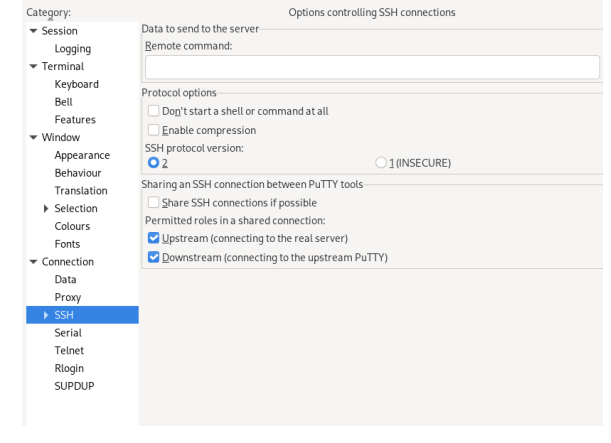 Category:
Session
Logging
Terminal
Keyboard
Bell
Features
Window
Appearance
Behaviour
Translation
Selection
Colours
Fonts
Connection
Data
Proxy
SSH
Serial
Telnet
Rlogin
SUPDUP
Options controlling SSH connections
Data to send to the server
Remote command:
Protocol options
Don't start a shell or command at all
Enable compression
SSH protocol version:
2 1 (INSECURE)
Sharing an SSH connection between PuTTY tools
Share SSH connections if possible
Permitted roles in a shared connection:
Upstream (connecting to the real server)
Downstream (connecting to the upstream PuTTY)